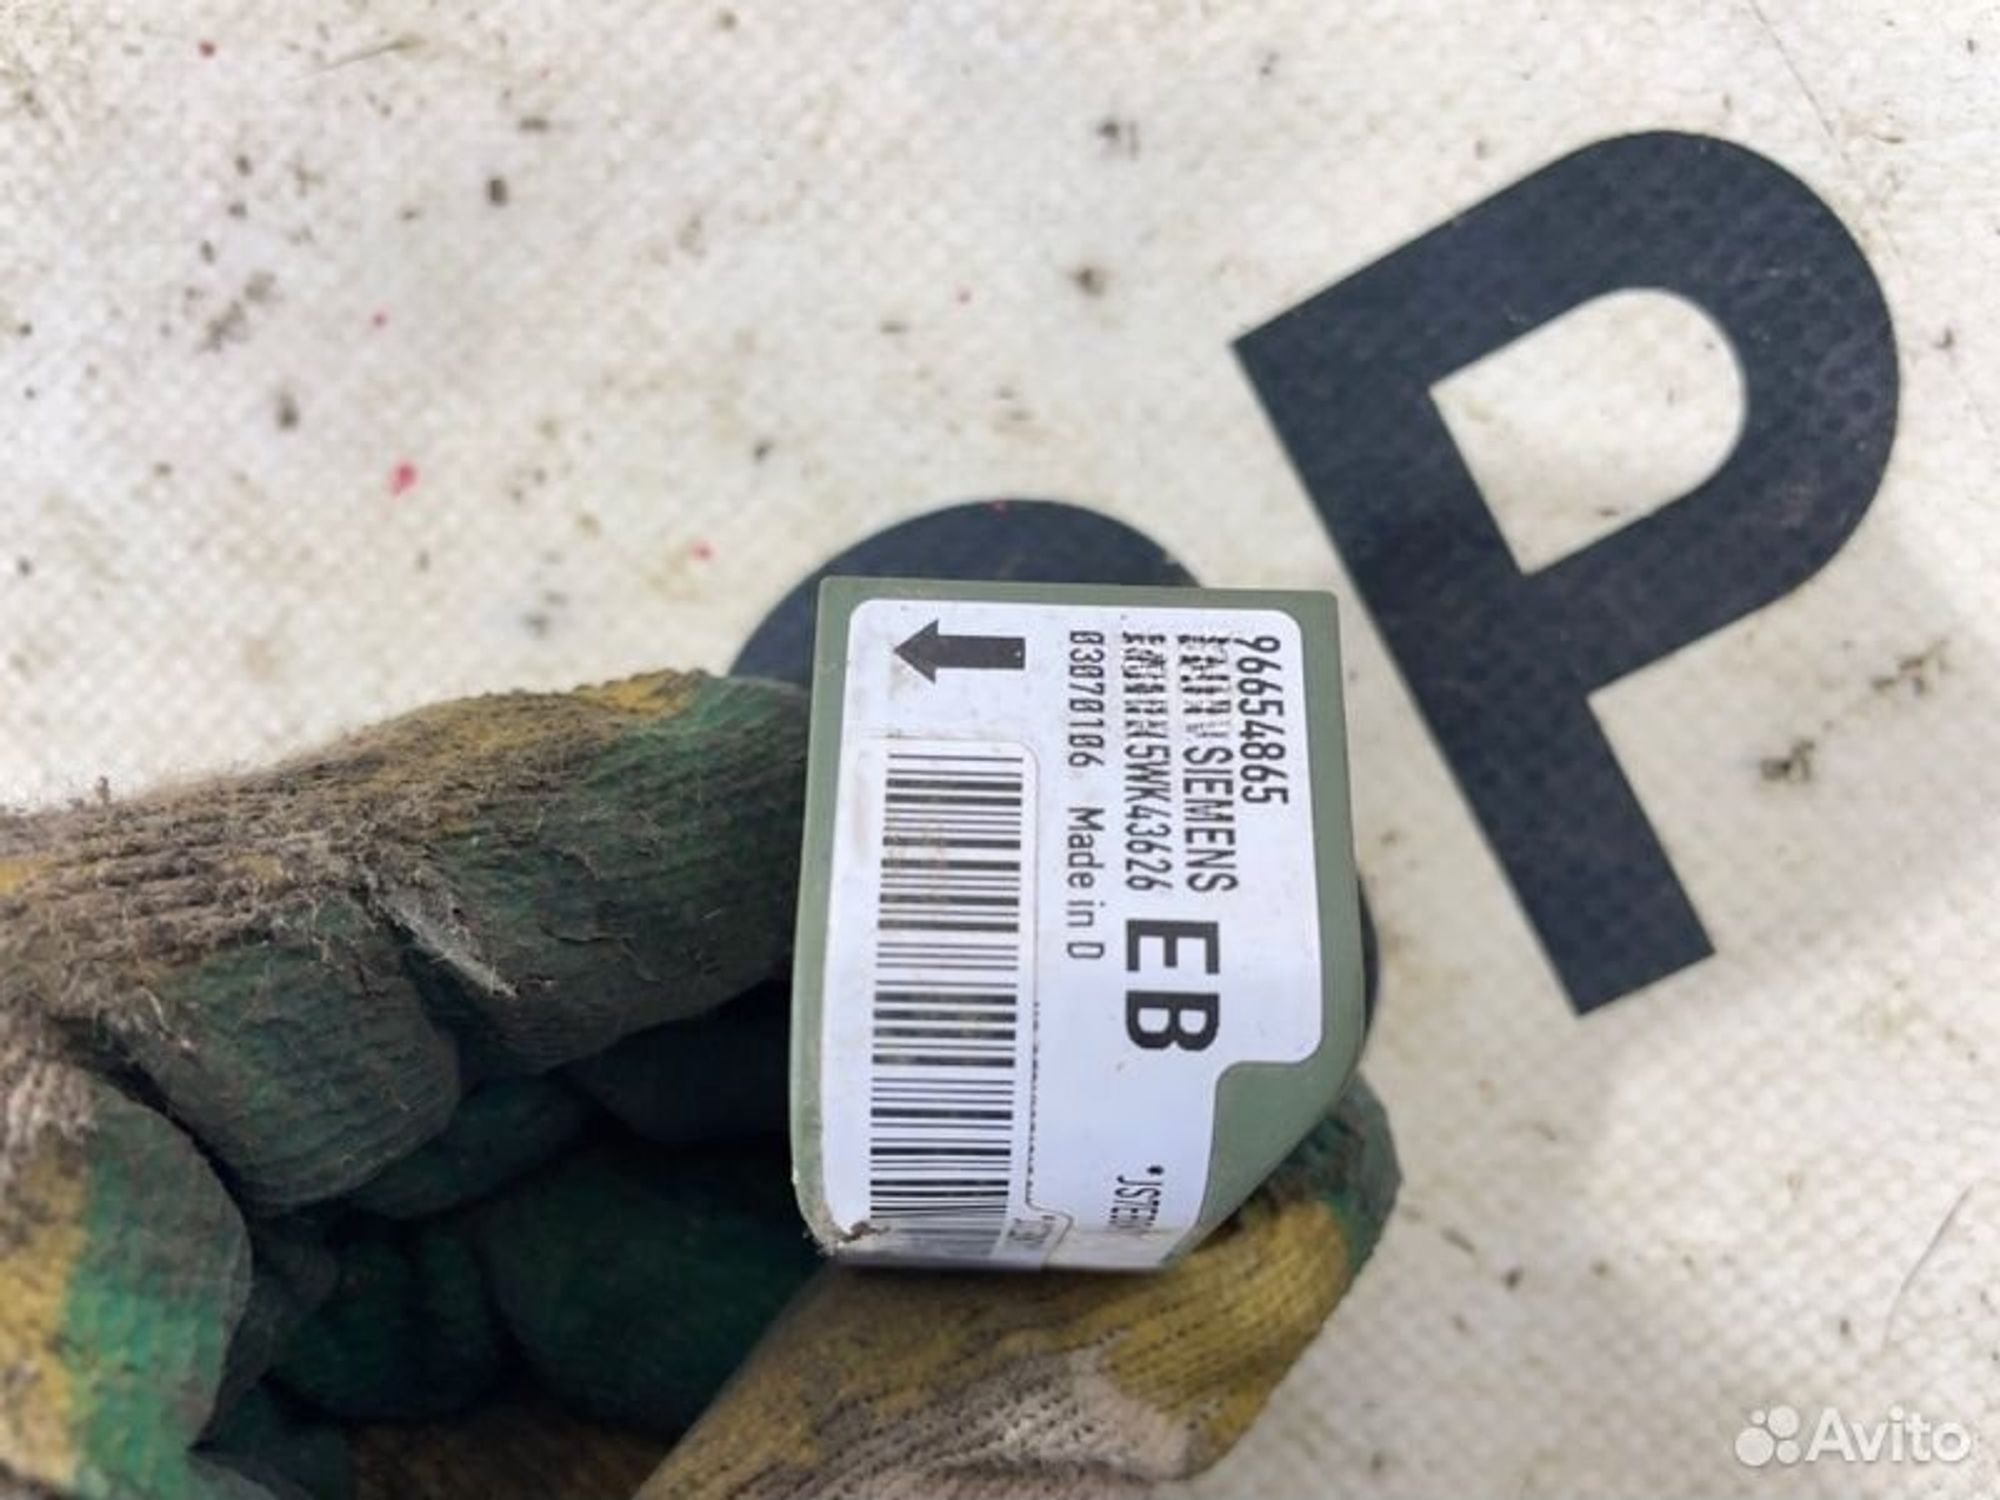 96654865
SIEMENS
5WK43626
EB
03070106 Made in D
P
Avito